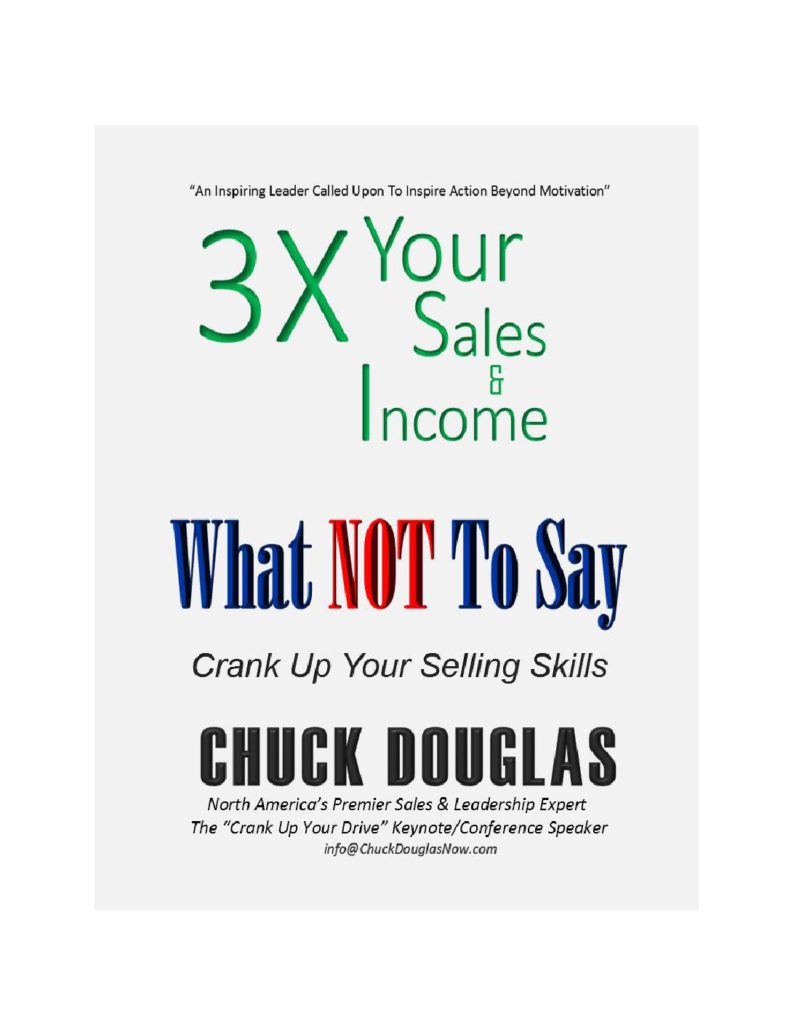 “An Inspiring Leader Called Upon To Inspire Action Beyond Motivation”
3X Your
Sales
&
Income
What NOT To Say
Crank Up Your Selling Skills
CHUCK DOUGLAS
North America’s Premier Sales & Leadership Expert
The “Crank Up Your Drive” Keynote/Conference Speaker
info@ChuckDouglasNow.com